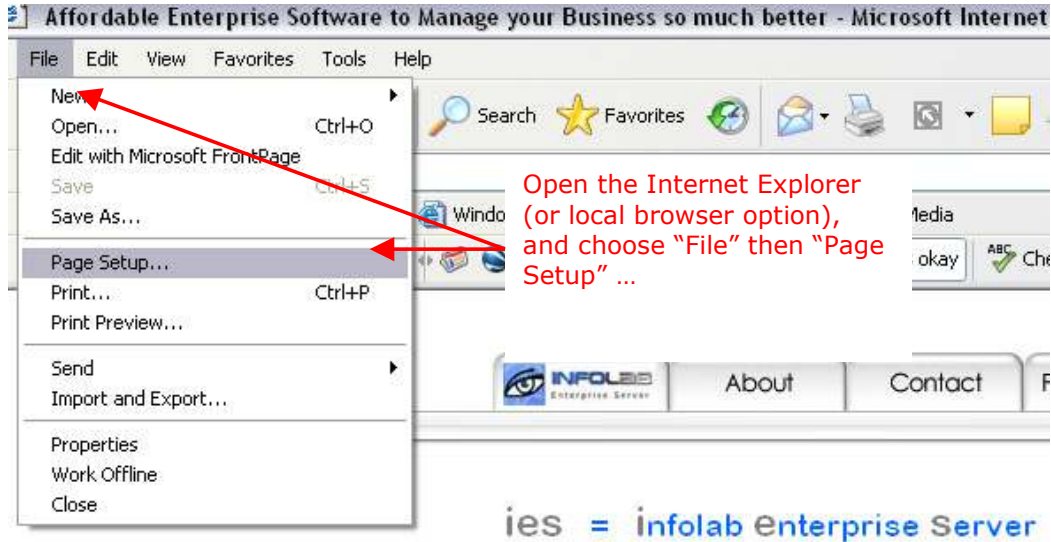 Affordable Enterprise Software to Manage your Business so much better - Microsoft Internet
File Edit View Favorites Tools Help
New
Open... Ctrl+O
Edit with Microsoft FrontPage
Save Ctrl+S
Save As...
Page Setup...
Print... Ctrl+P
Print Preview...
Send
Import and Export...
Properties
Work Offline
Close
Search Favorites
Open the Internet Explorer
(or local browser option),
and choose “File” then “Page
Setup” …
Windo
Media
okay ABC Che
INFOLAB
Enterprise Server
About Contact F
ies = infolab enterprise server